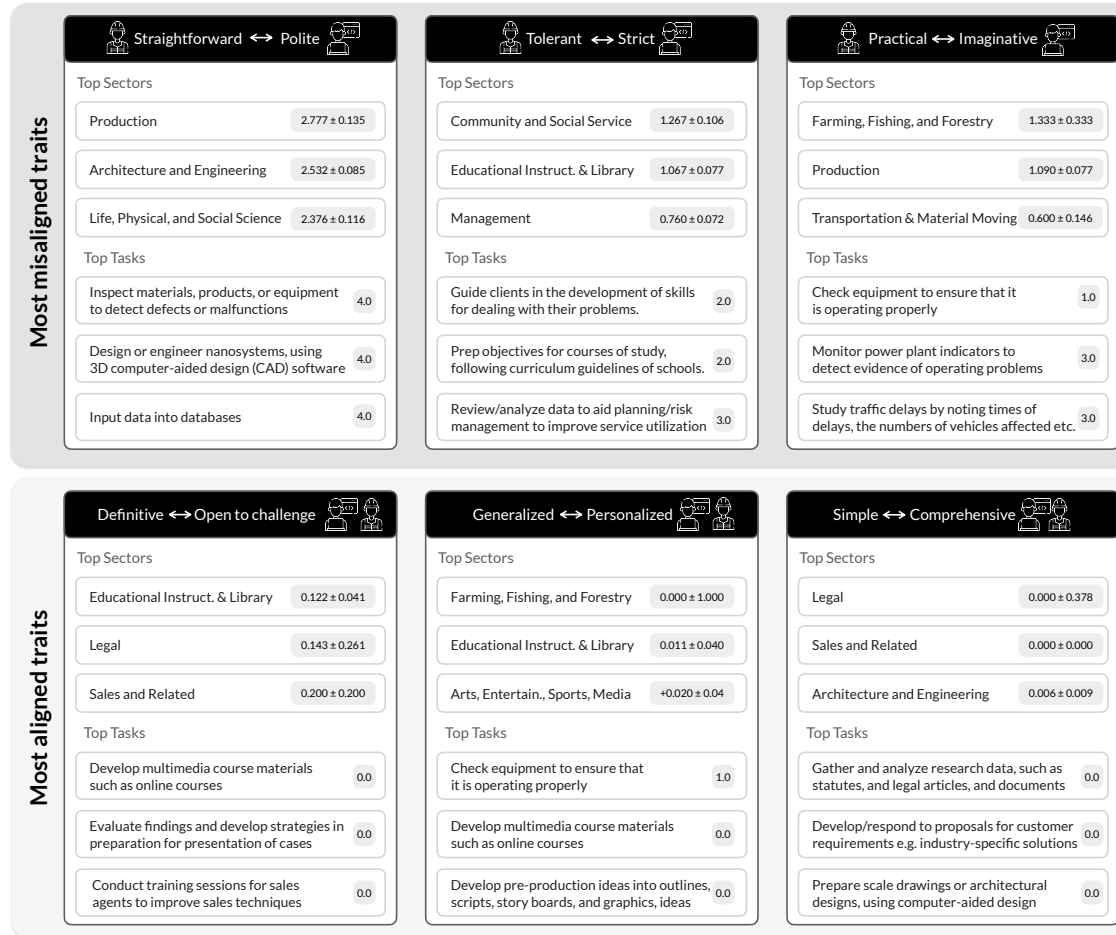 Most misaligned traits
Straightforward ↔ Polite
Top Sectors
Production 2.777 ± 0.135
Architecture and Engineering 2.532 ± 0.085
Life, Physical, and Social Science 2.376 ± 0.116
Top Tasks
Inspect materials, products, or equipment
to detect defects or malfunctions 4.0
Design or engineer nanosystems, using
3D computer-aided design (CAD) software 4.0
Input data into databases 4.0
Tolerant ↔ Strict
Top Sectors
Community and Social Service 1.267 ± 0.106
Educational Instruct. & Library 1.067 ± 0.077
Management 0.760 ± 0.072
Top Tasks
Guide clients in the development of skills
for dealing with their problems. 2.0
Prep objectives for courses of study,
following curriculum guidelines of schools. 2.0
Review/analyze data to aid planning/risk
management to improve service utilization 3.0
Practical ↔ Imaginative
Top Sectors
Farming, Fishing, and Forestry 1.333 ± 0.333
Production 1.090 ± 0.077
Transportation & Material Moving 0.600 ± 0.146
Top Tasks
Check equipment to ensure that it
is operating properly 1.0
Monitor power plant indicators to
detect evidence of operating problems 3.0
Study traffic delays by noting times of
delays, the numbers of vehicles affected etc. 3.0
Most aligned traits
Definitive ↔ Open to challenge
Top Sectors
Educational Instruct. & Library 0.122 ± 0.041
Legal 0.143 ± 0.261
Sales and Related 0.200 ± 0.200
Top Tasks
Develop multimedia course materials
such as online courses 0.0
Evaluate findings and develop strategies in
preparation for presentation of cases 0.0
Conduct training sessions for sales
agents to improve sales techniques 0.0
Generalized ↔ Personalized
Top Sectors
Farming, Fishing, and Forestry 0.000 ± 1.000
Educational Instruct. & Library 0.011 ± 0.040
Arts, Entertain., Sports, Media +0.020 ± 0.04
Top Tasks
Check equipment to ensure that
it is operating properly 1.0
Develop multimedia course materials
such as online courses 0.0
Develop pre-production ideas into outlines,
scripts, story boards, and graphics, ideas 0.0
Simple ↔ Comprehensive
Top Sectors
Legal 0.000 ± 0.378
Sales and Related 0.000 ± 0.000
Architecture and Engineering 0.006 ± 0.009
Top Tasks
Gather and analyze research data, such as
statutes, and legal articles, and documents 0.0
Develop/respond to proposals for customer
requirements e.g. industry-specific solutions 0.0
Prepare scale drawings or architectural
designs, using computer-aided design 0.0